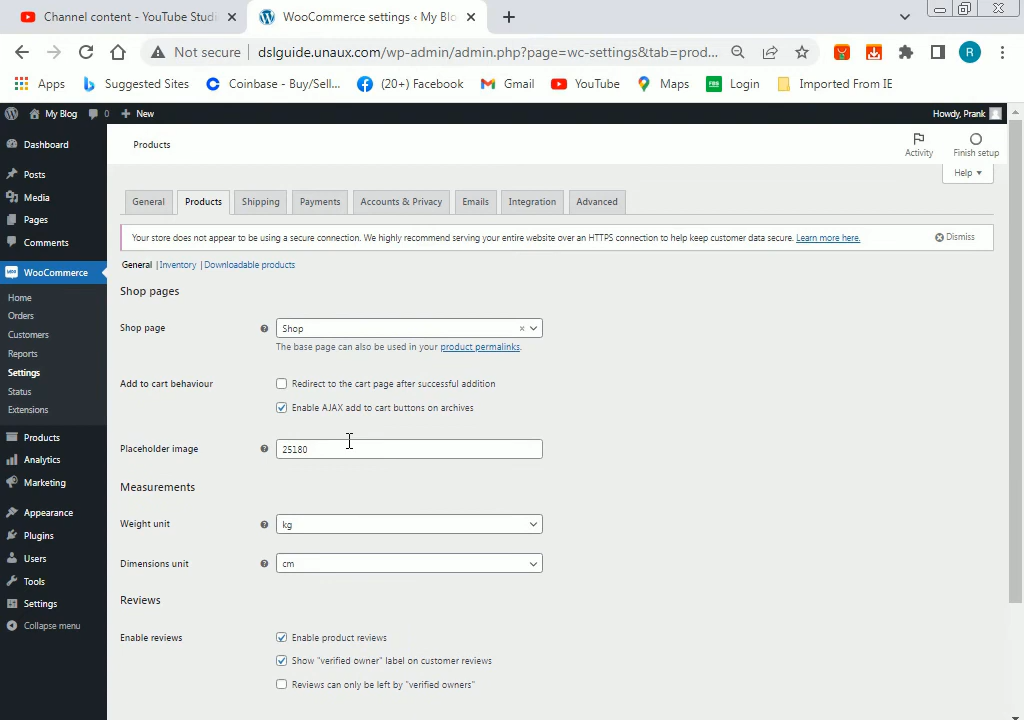 Channel content - YouTube Studi
WooCommerce settings ‹ My Blo
Not secure
dslguide.unaux.com/wp-admin/admin.php?page=wc-settings&tab=prod...
R
Apps
Suggested Sites
Coinbase - Buy/Sell...
(20+) Facebook
Gmail
YouTube
Maps
Login
Imported From IE
My Blog
0
New
Howdy, Prank
Dashboard
Posts
Media
Pages
Comments
WooCommerce
Home
Orders
Customers
Reports
Settings
Status
Extensions
Products
Analytics
Marketing
Appearance
Plugins
Users
Tools
Settings
Collapse menu
Products
Activity
Finish setup
Help ▼
General
Products
Shipping
Payments
Accounts & Privacy
Emails
Integration
Advanced
Your store does not appear to be using a secure connection. We highly recommend serving your entire website over an HTTPS connection to help keep customer data secure. Learn more here.
Dismiss
General | Inventory | Downloadable products
Shop pages
Shop page
Shop
The base page can also be used in your product permalinks.
Add to cart behaviour
Redirect to the cart page after successful addition
Enable AJAX add to cart buttons on archives
Placeholder image
25180
Measurements
Weight unit
kg
Dimensions unit
cm
Reviews
Enable reviews
Enable product reviews
Show "verified owner" label on customer reviews
Reviews can only be left by "verified owners"